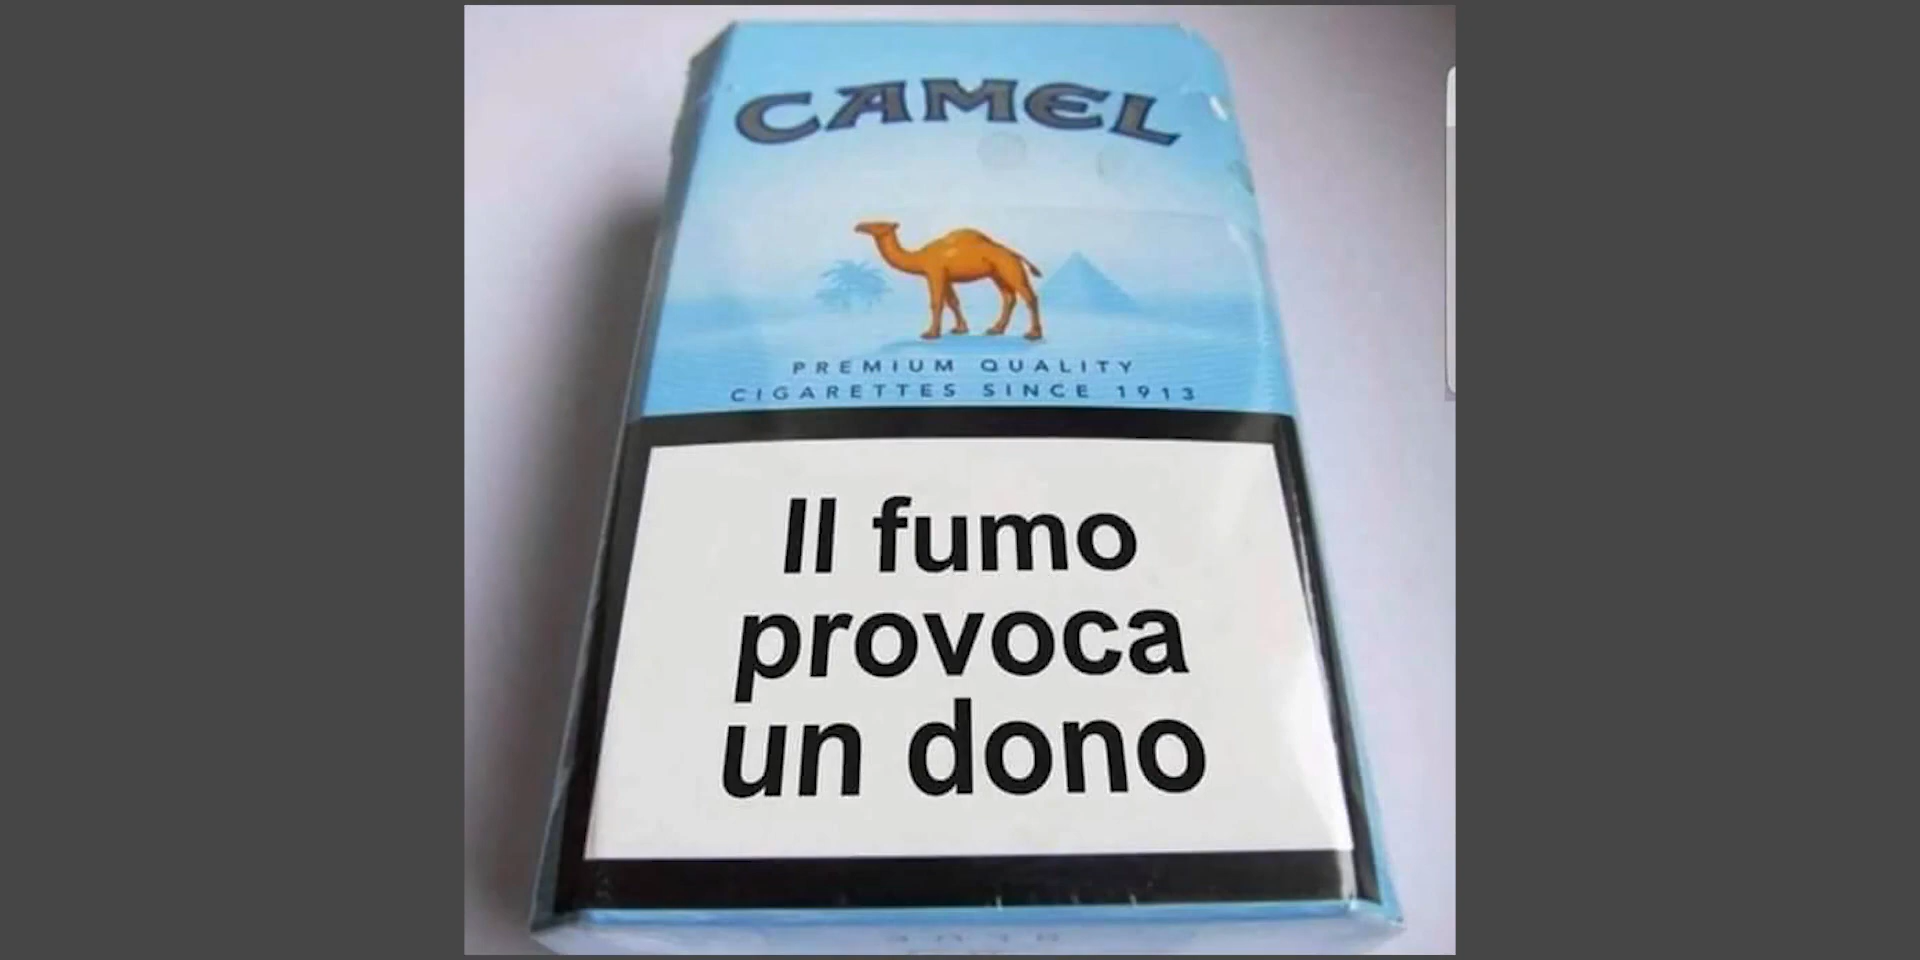 CAMEL
PREMIUM QUALITY
CIGARETTES SINCE 1913
Il fumo
provoca
un dono